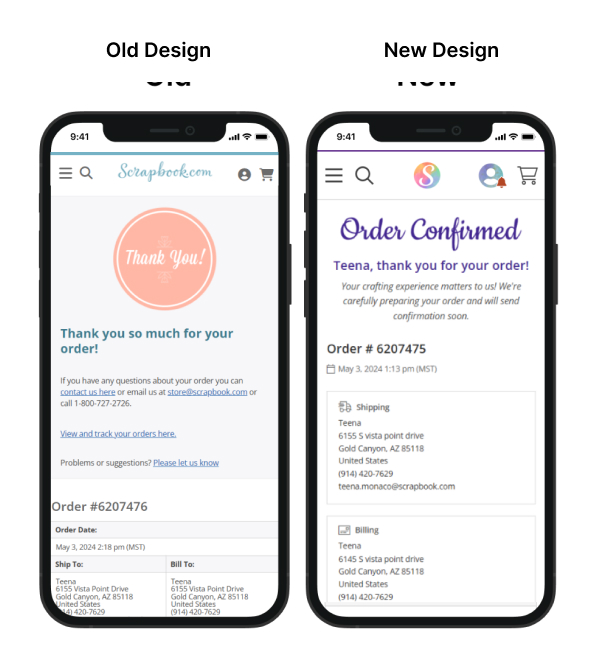 Old Design
New Design
Old
New
9:41
Scrapbook.com
Thank You!
Thank you so much for your
order!
If you have any questions about your order you can
contact us here or email us at store@scrapbook.com or
call 1-800-727-2726.
View and track your orders here.
Problems or suggestions? Please let us know
Order #6207476
Order Date:
May 3, 2024 2:18 pm (MST)
Ship To:
Bill To:
Teena
6155 Vista Point Drive
Gold Canyon, AZ 85118
United States
(914) 420-7629
Teena
6155 Vista Point Drive
Gold Canyon, AZ 85118
United States
(914) 420-7629
9:41
S
Order Confirmed
Teena, thank you for your order!
Your crafting experience matters to us! We're
carefully preparing your order and will send
confirmation soon.
Order # 6207475
May 3, 2024 1:13 pm (MST)
Shipping
Teena
6155 S vista point drive
Gold Canyon, AZ 85118
United States
(914) 420-7629
teena.monaco@scrapbook.com
Billing
Teena
6145 S vista point drive
Gold Canyon, AZ 85118
United States
(914) 420-7629